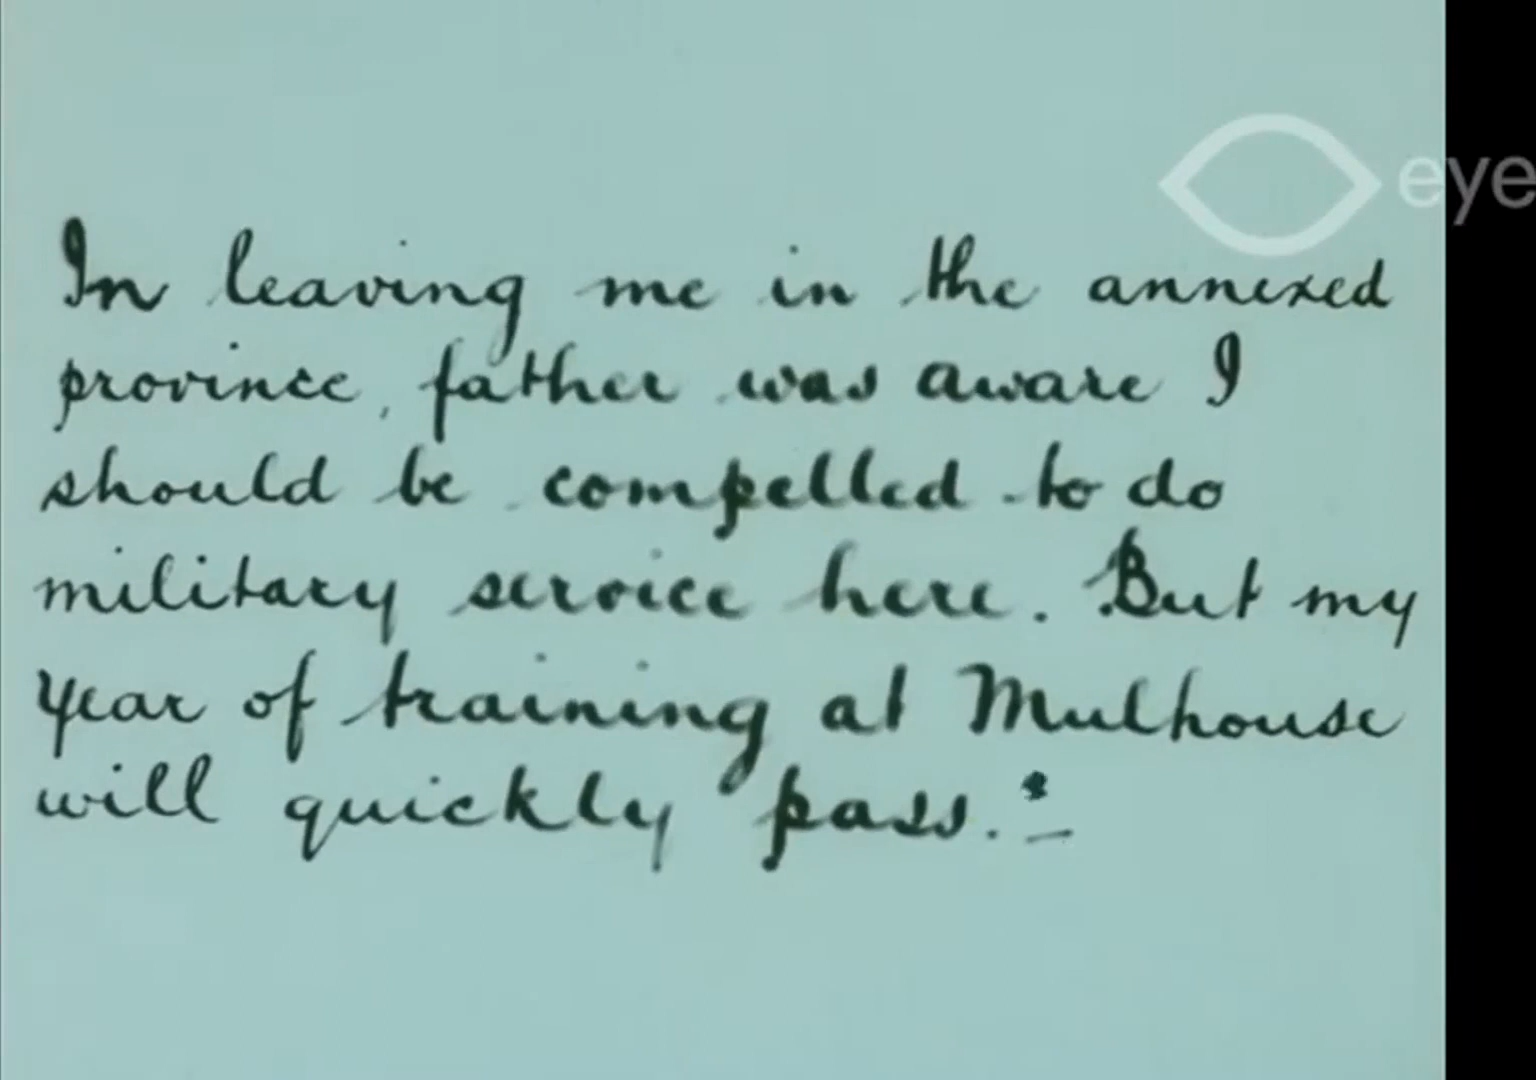 eye
In leaving me in the annexed
province, father was aware I
should be compelled to do
military service here. But my
year of training at Mulhouse
will quickly pass.